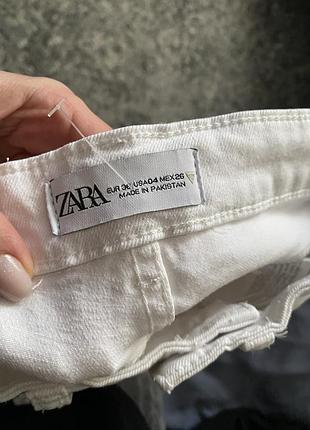 ZARA
EUR 36 USA 04 MEX 26
MADE IN PAKISTAN